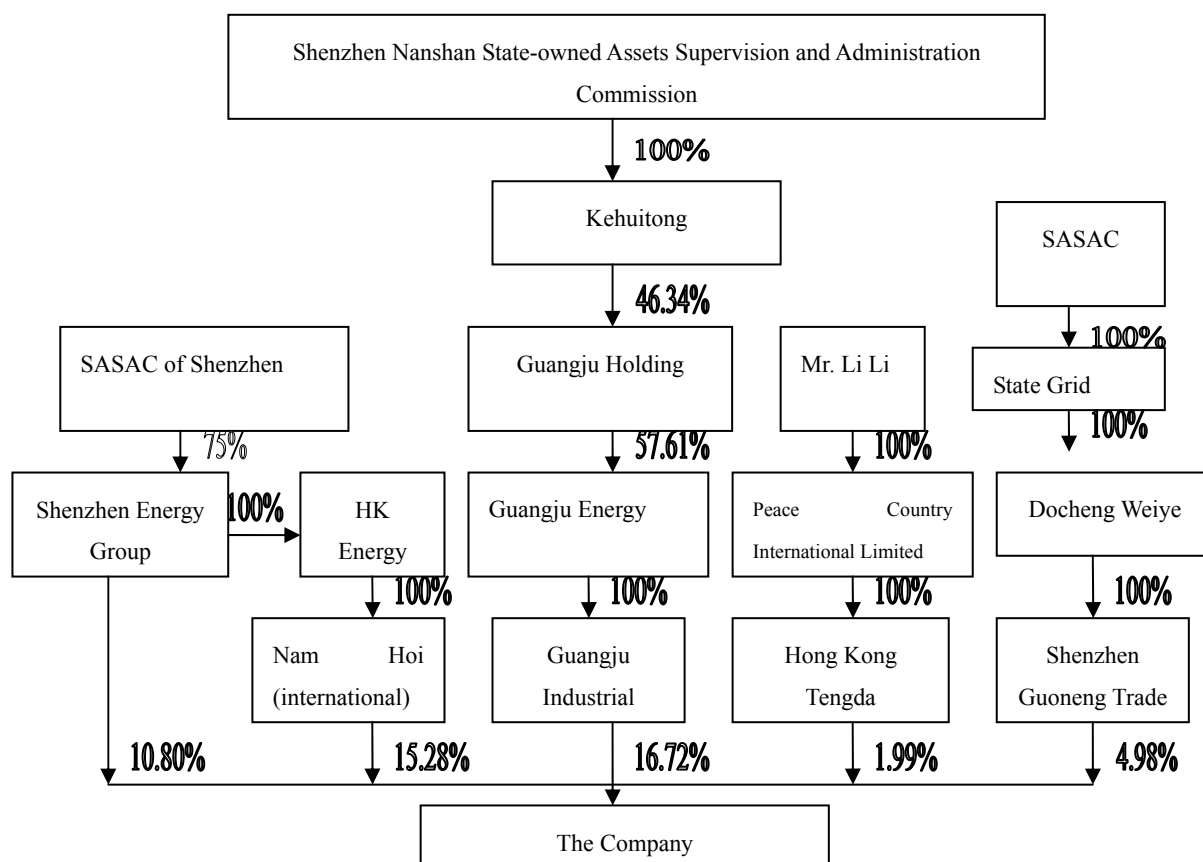 Shenzhen Nanshan State-owned Assets Supervision and Administration
Commission
100%
Kehuitong
SASAC
46.34%
100%
SASAC of Shenzhen
Guangju Holding
Mr. Li Li
State Grid
75%
57.61%
100%
100%
Shenzhen Energy
Group
100%
HK
Energy
Guangju Energy
Peace Country
International Limited
Docheng Weiye
100%
100%
100%
100%
Nam Hoi
(international)
Guangju
Industrial
Hong Kong
Tengda
Shenzhen
Guoneng Trade
10.80%
15.28%
16.72%
1.99%
4.98%
The Company